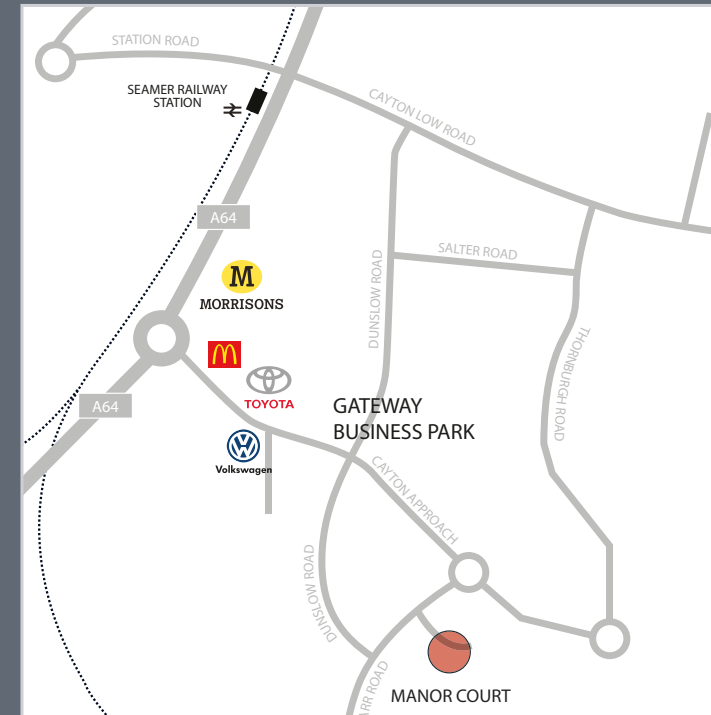 STATION ROAD
SEAMER RAILWAY
STATION
CAYTON LOW ROAD
A64
SALTER ROAD
DUNSLOW ROAD
M
MORRISONS
THORNBURGH ROAD
TOYOTA
A64
GATEWAY
BUSINESS PARK
Volkswagen
CAYTON APPROACH
DUNSLOW ROAD
ROAD
MANOR COURT